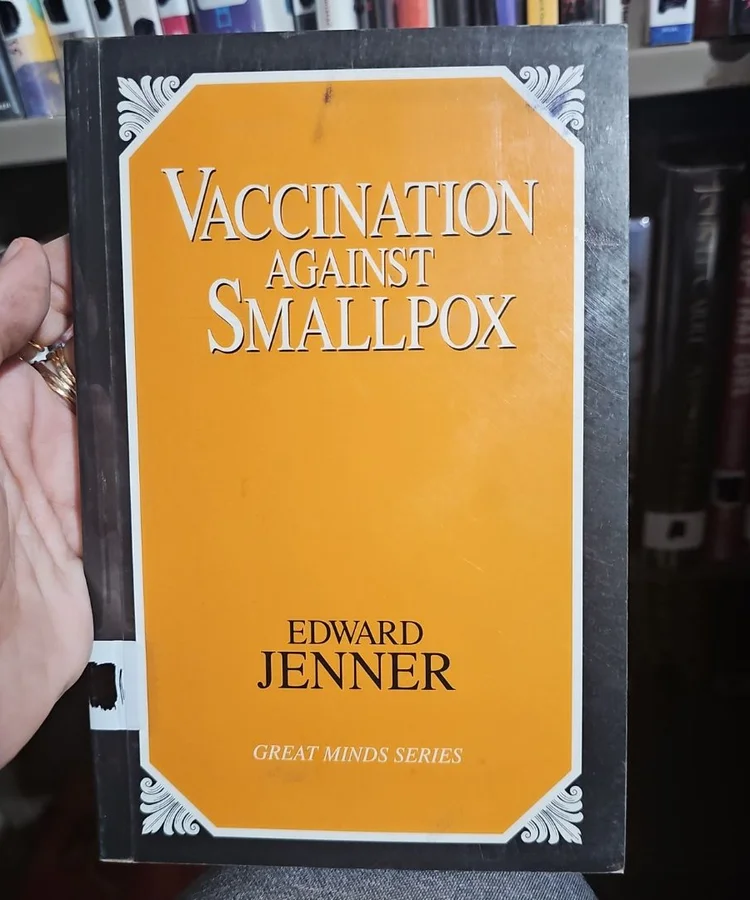 VACCINATION
AGAINST
SMALLPOX
EDWARD
JENNER
GREAT MINDS SERIES